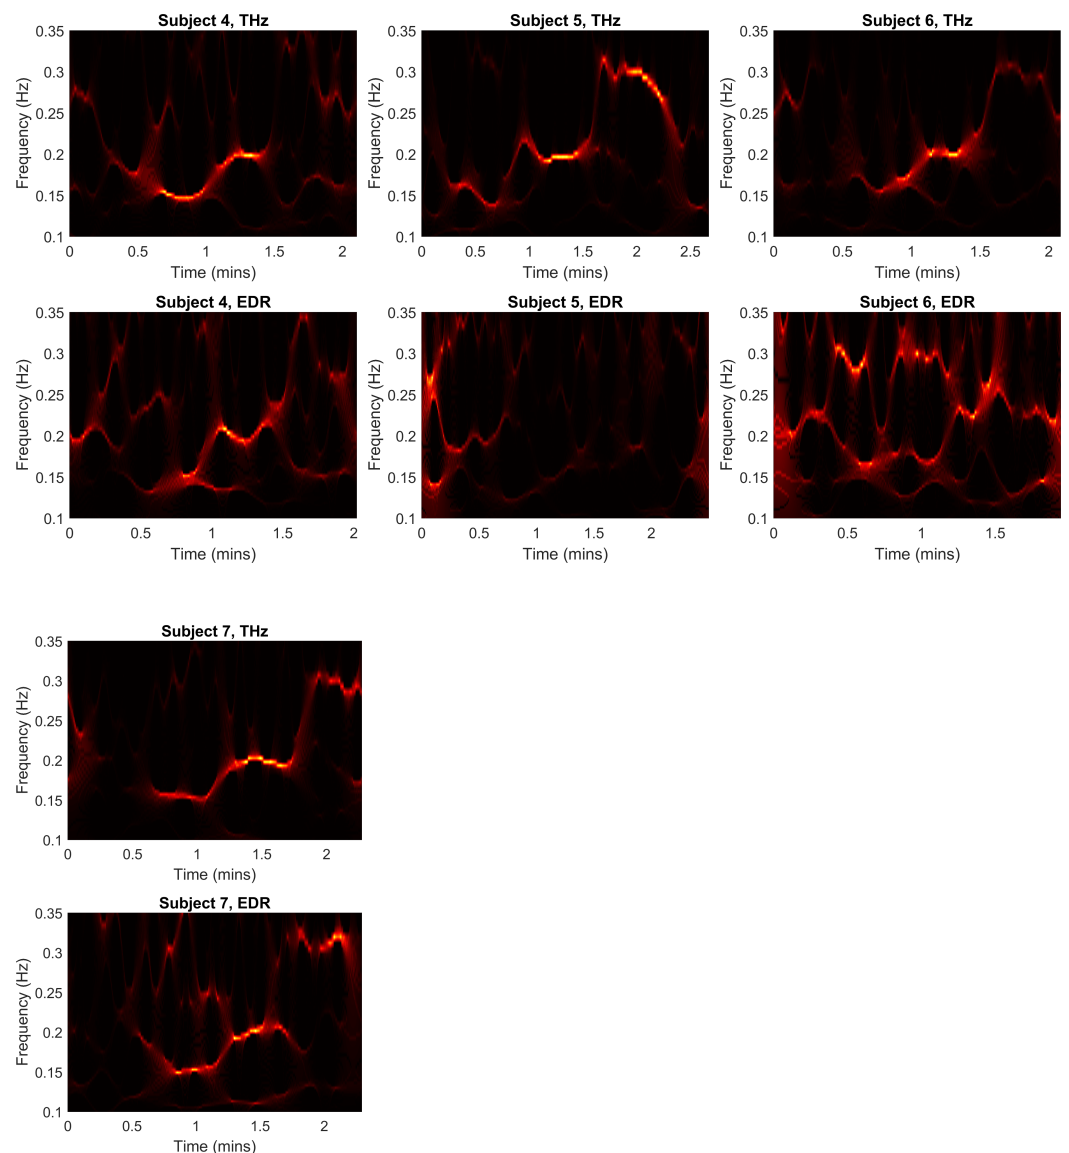 Subject 4, THz
Subject 5, THz
Subject 6, THz
0.35
0.3
0.25
0.2
0.15
0.1
Frequency (Hz)
0 0.5 1 1.5 2
Time (mins)
0.35
0.3
0.25
0.2
0.15
0.1
Frequency (Hz)
0 0.5 1 1.5 2 2.5
Time (mins)
0.35
0.3
0.25
0.2
0.15
0.1
Frequency (Hz)
0 0.5 1 1.5 2
Time (mins)
Subject 4, EDR
Subject 5, EDR
Subject 6, EDR
0.35
0.3
0.25
0.2
0.15
0.1
Frequency (Hz)
0 0.5 1 1.5 2
Time (mins)
0.35
0.3
0.25
0.2
0.15
0.1
Frequency (Hz)
0 0.5 1 1.5 2
Time (mins)
0.35
0.3
0.25
0.2
0.15
0.1
Frequency (Hz)
0 0.5 1 1.5
Time (mins)
Subject 7, THz
0.35
0.3
0.25
0.2
0.15
0.1
Frequency (Hz)
0 0.5 1 1.5 2
Time (mins)
Subject 7, EDR
0.35
0.3
0.25
0.2
0.15
0.1
Frequency (Hz)
0 0.5 1 1.5 2
Time (mins)